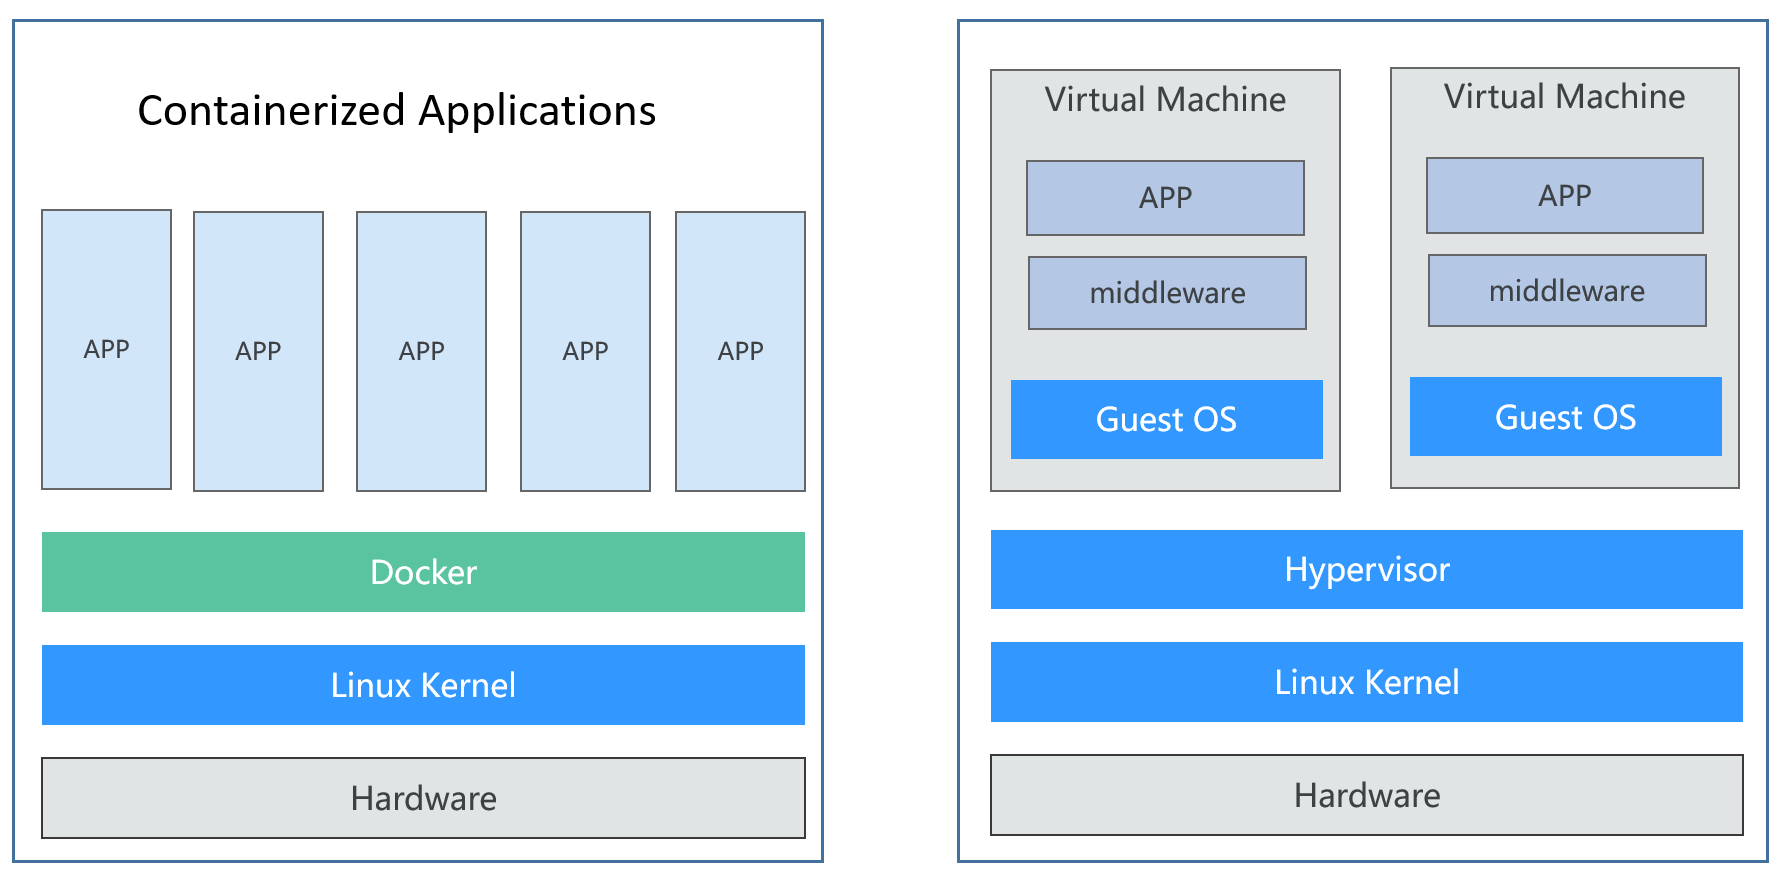 Containerized Applications
APP
APP
APP
APP
APP
Docker
Linux Kernel
Hardware
Virtual Machine
APP
middleware
Guest OS
Virtual Machine
APP
middleware
Guest OS
Hypervisor
Linux Kernel
Hardware